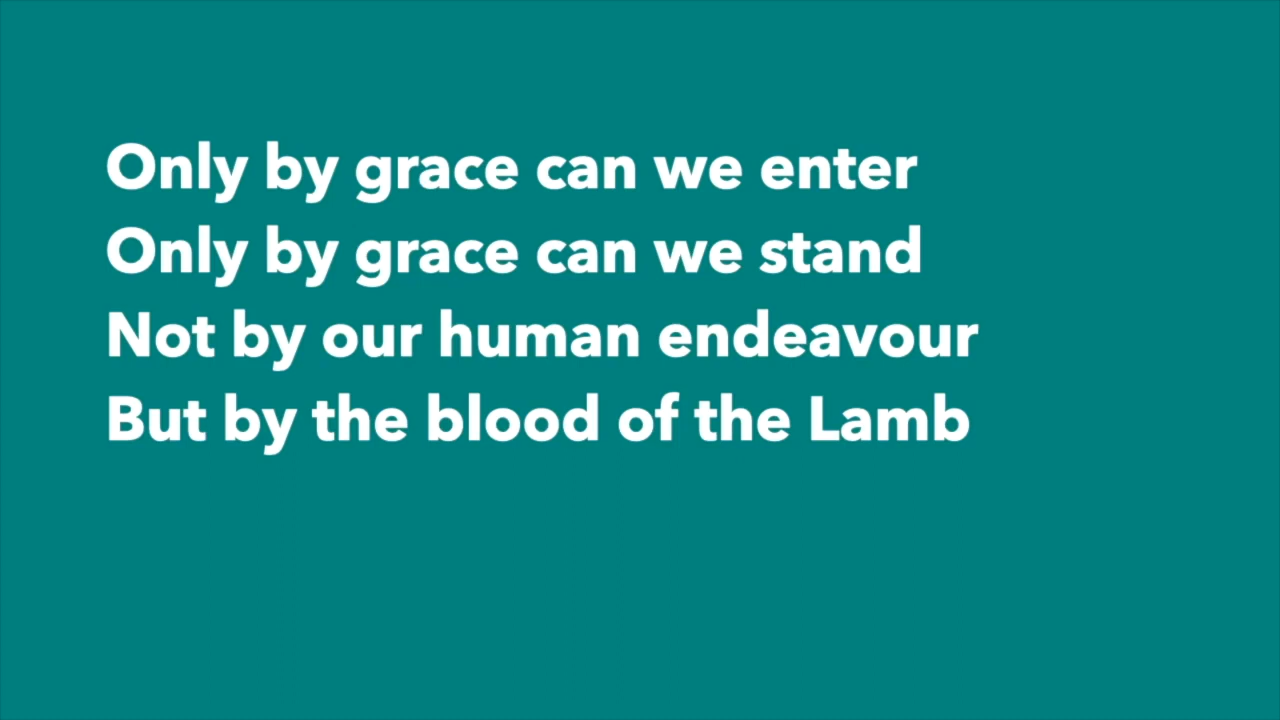 Only by grace can we enter
Only by grace can we stand
Not by our human endeavour
But by the blood of the Lamb